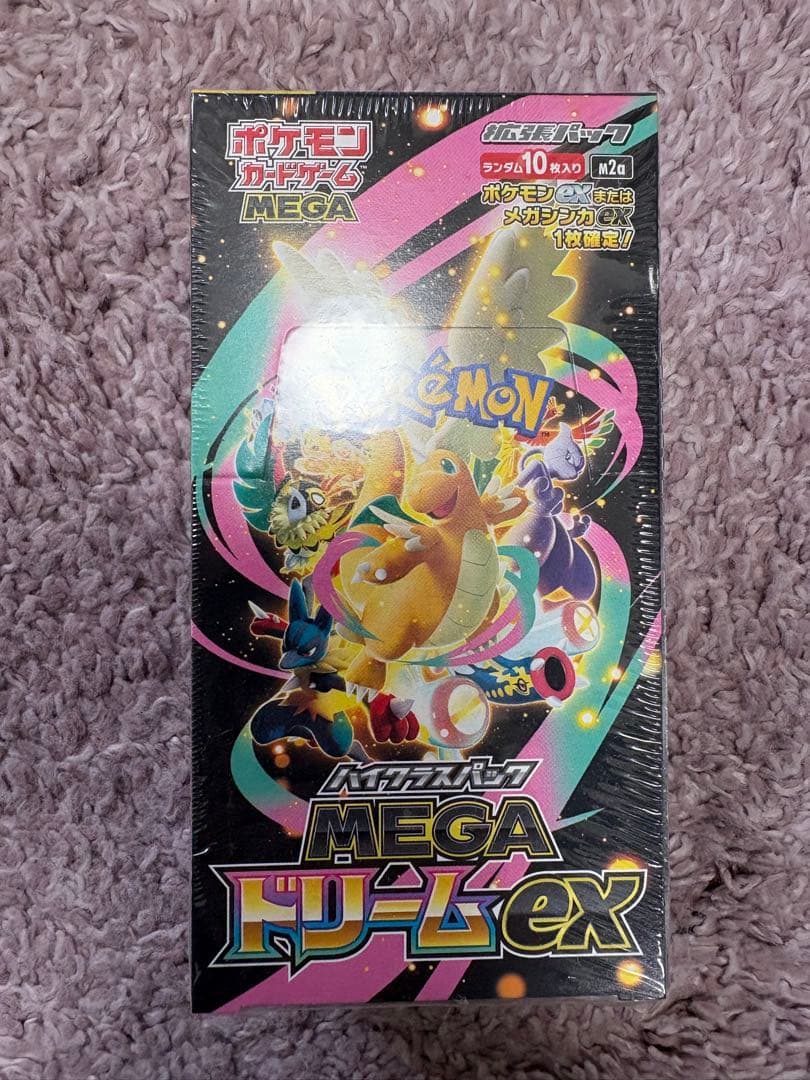 ポケモン
カードゲーム
MEGA
拡張パック
ランダム10枚入り
M2a
ポケモンexまたは
メガシンカex
1枚確定!
POKéMON
TM
ハイクラスパック
MEGA
ドリームex